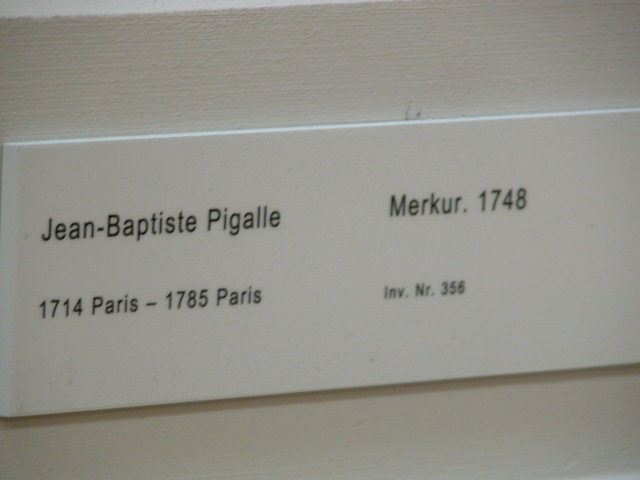 Jean-Baptiste Pigalle
1714 Paris – 1785 Paris
Merkur. 1748
Inv. Nr. 356